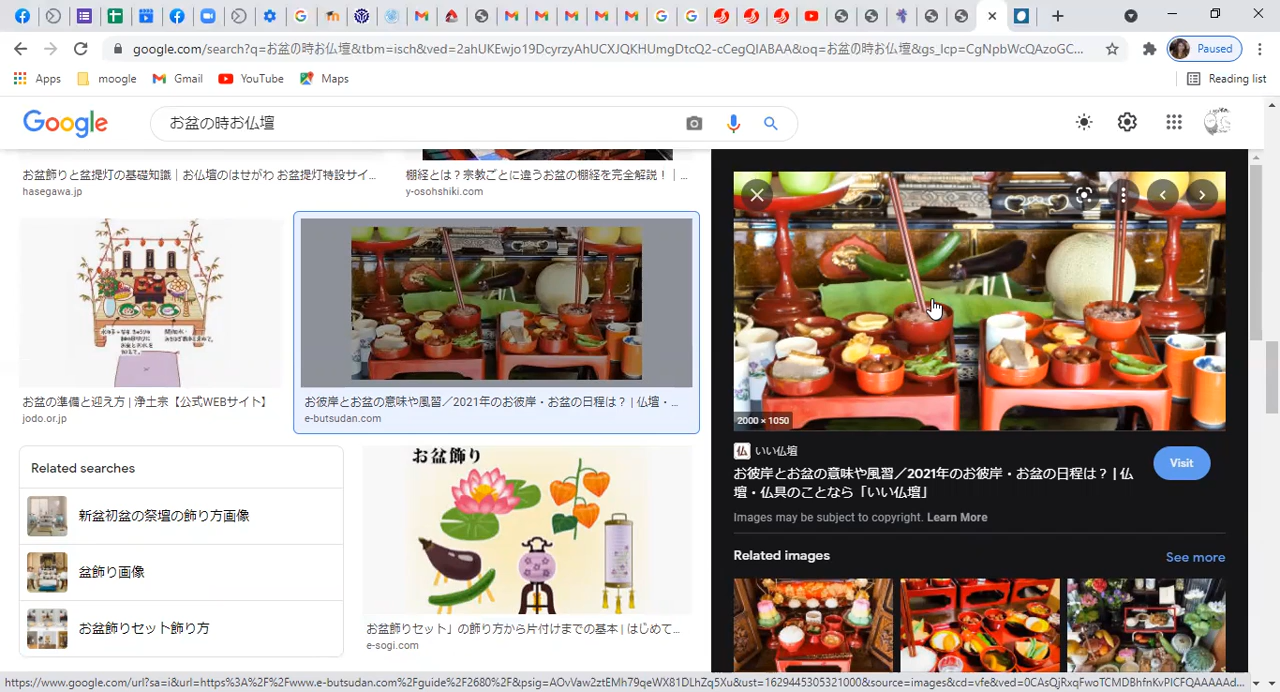 google.com/search?q=お盆の時お仏壇&tbm=isch&ved=2ahUKEwjo19DcyrzyAhUCXJQKHUmgDtcQ2-cCegQIABAA&oq=お盆の時お仏壇&gs_lcp=CgNpbWcQAzoGC...
Paused
Apps
moogle
Gmail
YouTube
Maps
Reading list
Google
お盆の時お仏壇
お盆飾りと盆提灯の基礎知識｜お仏壇のはせがわ お盆提灯特設サイ...
hasegawa.jp
棚経とは？宗教ごとに違うお盆の棚経を完全解説！｜...
y-osohshiki.com
お盆の準備と迎え方 | 浄土宗【公式WEBサイト】
jodo.or.jp
お彼岸とお盆の意味や風習／2021年のお彼岸・お盆の日程は？ | 仏壇・...
e-butsudan.com
2000 × 1050
いい仏壇
お彼岸とお盆の意味や風習／2021年のお彼岸・お盆の日程は？ | 仏
壇・仏具のことなら「いい仏壇」
Visit
Images may be subject to copyright. Learn More
Related searches
新盆初盆の祭壇の飾り方画像
盆飾り画像
お盆飾りセット飾り方
お盆飾り
お盆飾りセット」の飾り方から片付けまでの基本 | はじめて...
e-sogi.com
Related images
See more
https://www.google.com/url?sa=i&url=https%3A%2F%2Fwww.e-butsudan.com%2Fguide%2F2680%2F&psig=AOvVaw2ztEMh79qeWX81DLhZq5Xu&ust=1629445305321000&source=images&cd=vfe&ved=0CAsQjRxqFwoTCMDBhfnKvPICFQAAAAAd...